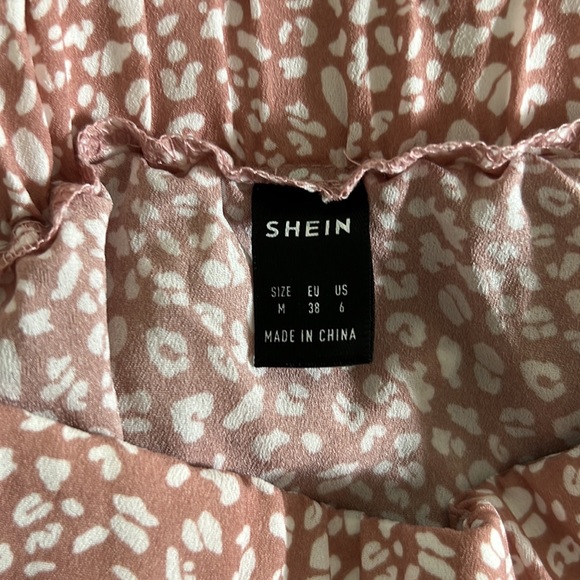 SHEIN
SIZE EU US
M 38 6
MADE IN CHINA